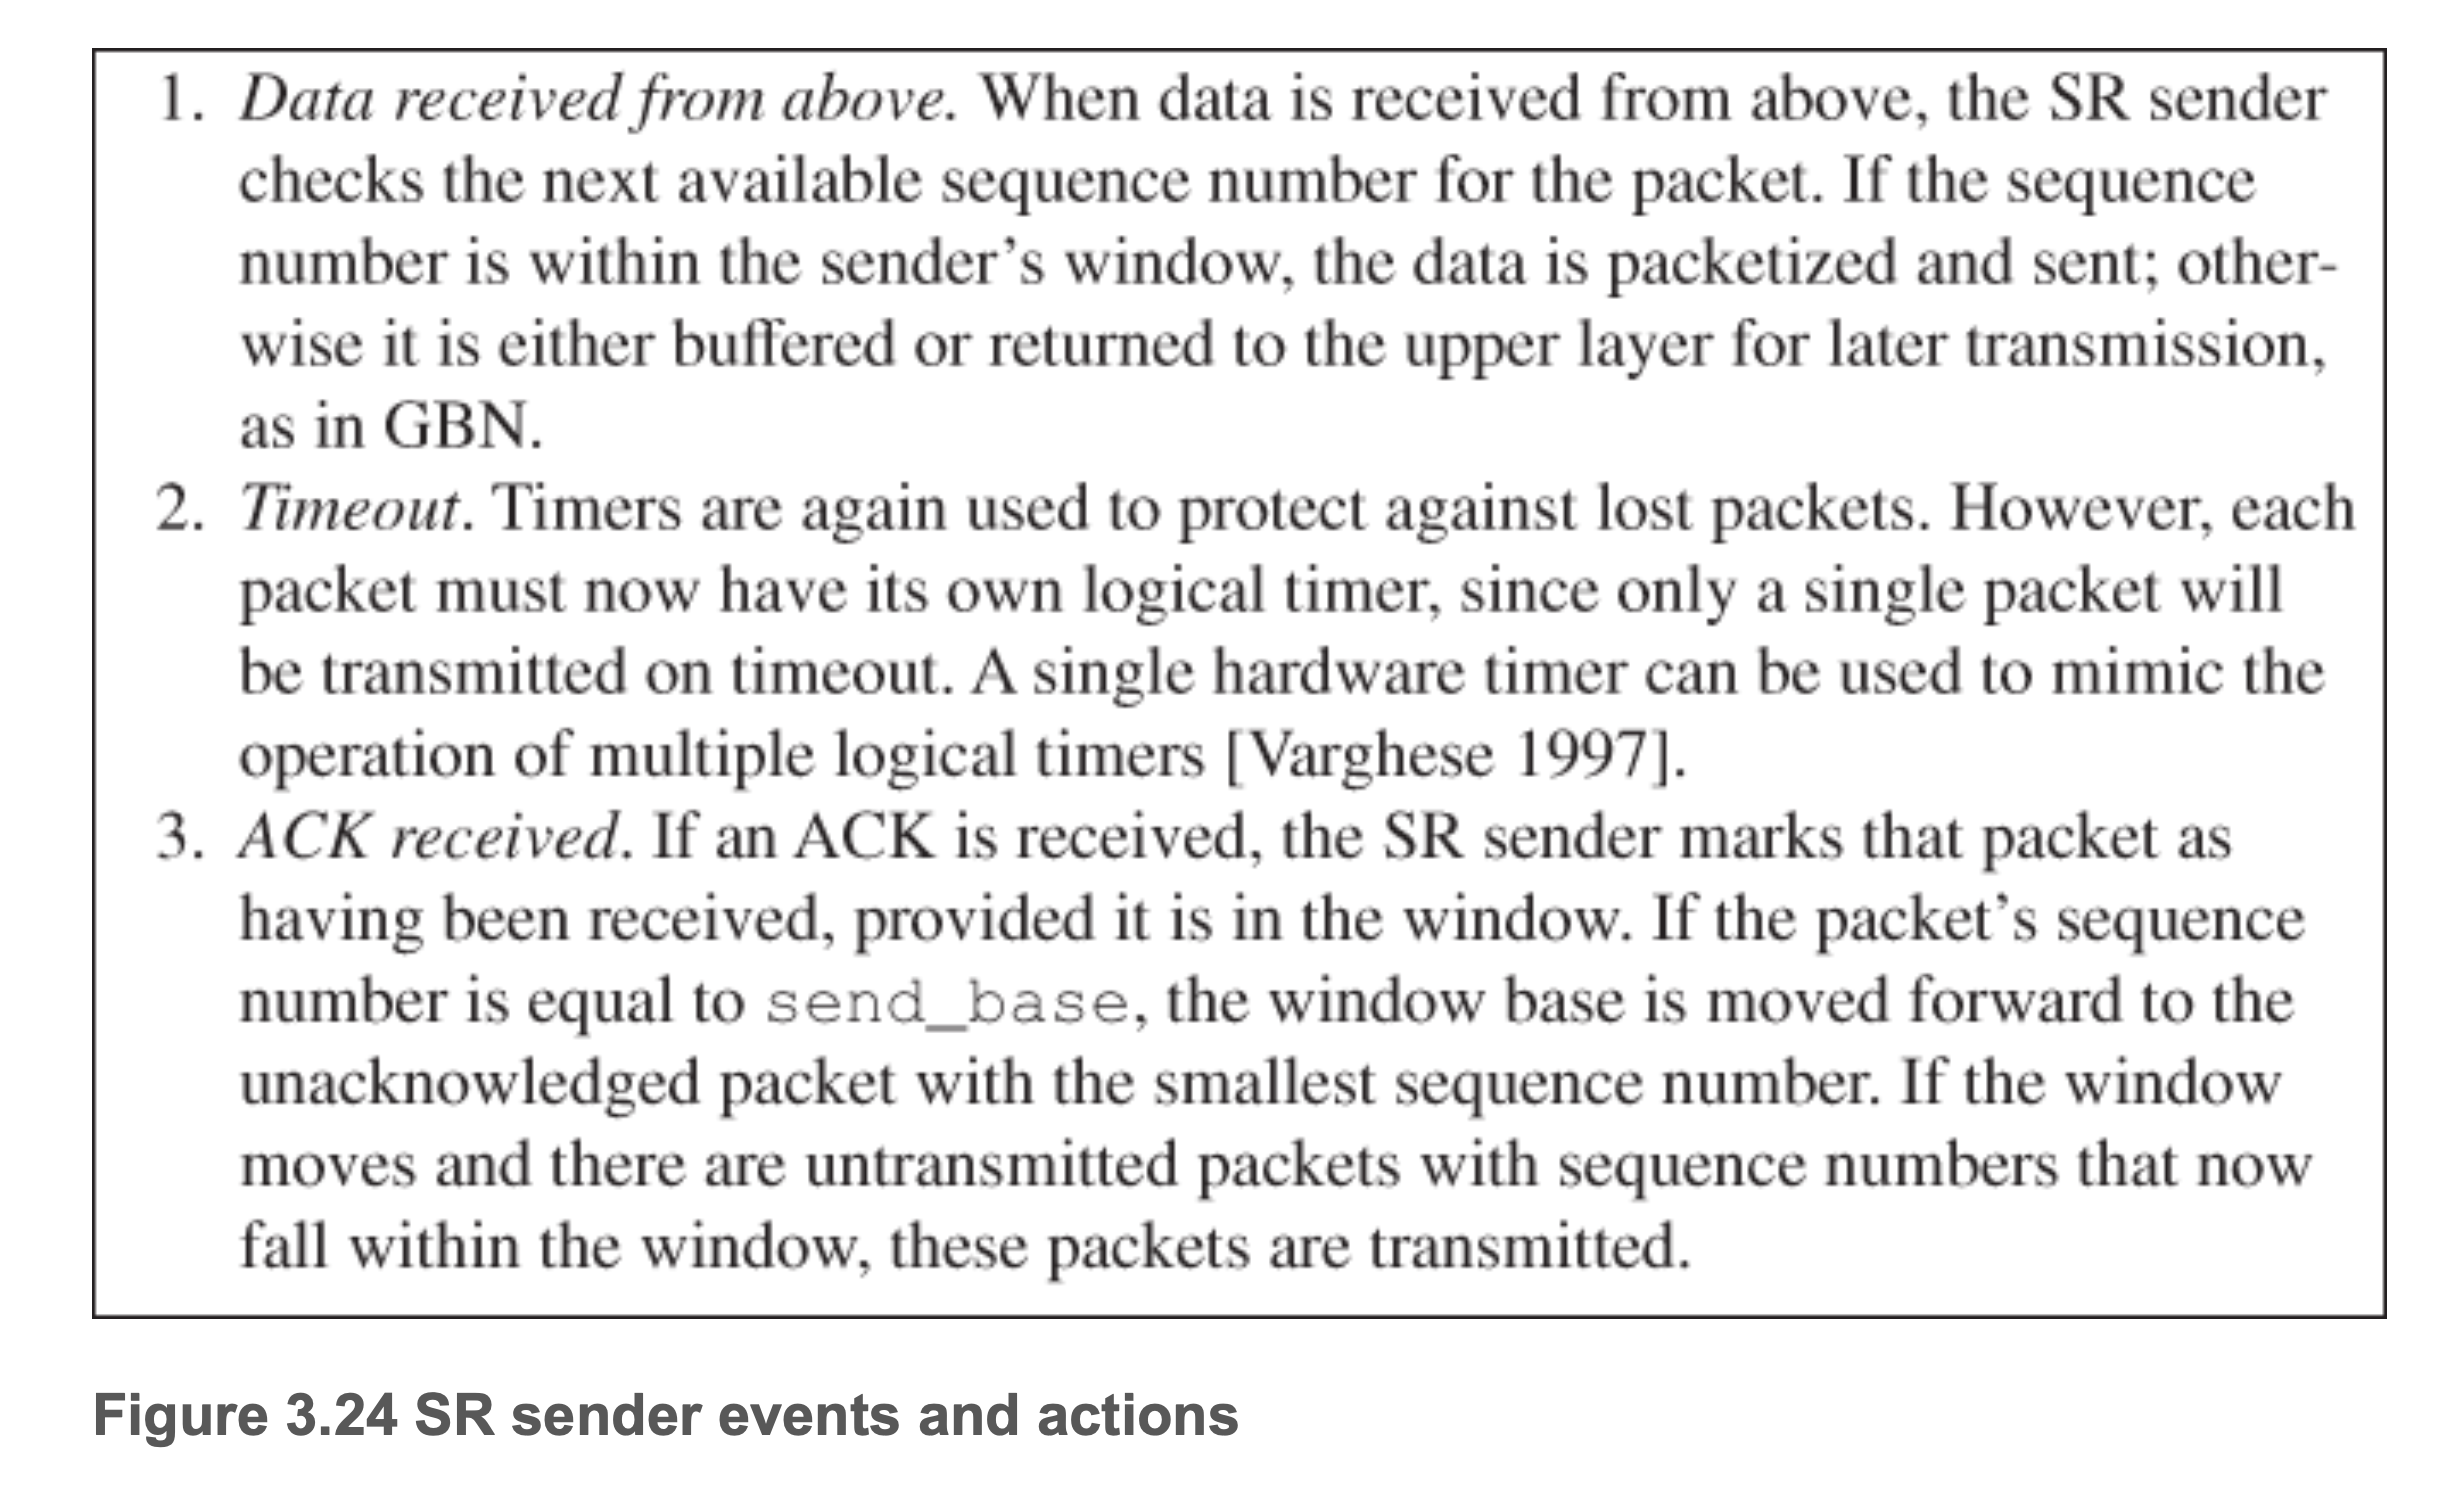 1. Data received from above. When data is received from above, the SR sender
checks the next available sequence number for the packet. If the sequence
number is within the sender’s window, the data is packetized and sent; other-
wise it is either buffered or returned to the upper layer for later transmission,
as in GBN.
2. Timeout. Timers are again used to protect against lost packets. However, each
packet must now have its own logical timer, since only a single packet will
be transmitted on timeout. A single hardware timer can be used to mimic the
operation of multiple logical timers [Varghese 1997].
3. ACK received. If an ACK is received, the SR sender marks that packet as
having been received, provided it is in the window. If the packet’s sequence
number is equal to send_base, the window base is moved forward to the
unacknowledged packet with the smallest sequence number. If the window
moves and there are untransmitted packets with sequence numbers that now
fall within the window, these packets are transmitted.
Figure 3.24 SR sender events and actions